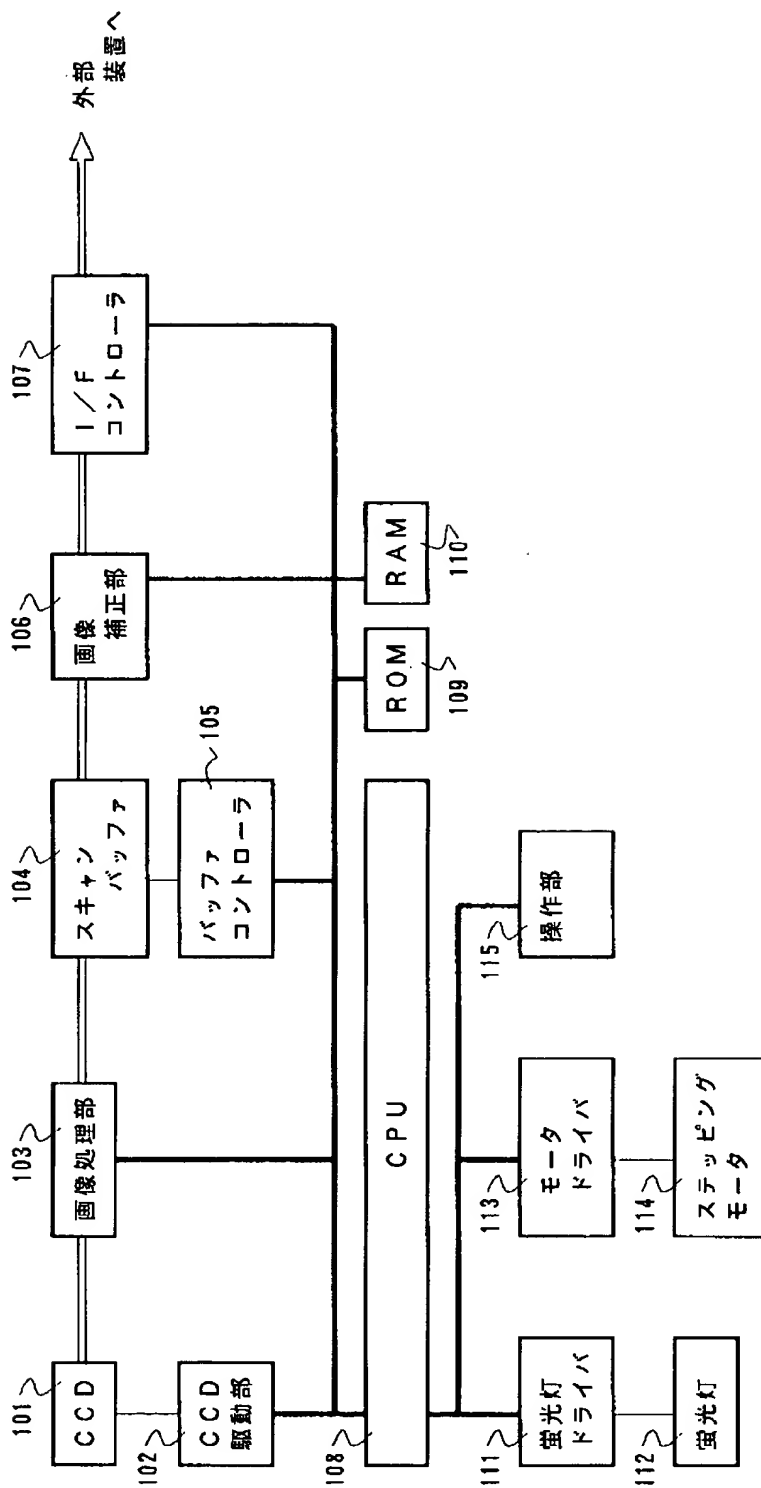 101
CCD
102
CCD
駆動部
103
画像処理部
104
スキャン
バッファ
105
バッファ
コントローラ
106
画像
補正部
107
I/F
コントローラ
外部
装置へ
108
CPU
ROM
109
RAM
110
111
蛍光灯
ドライバ
112
蛍光灯
113
モータ
ドライバ
114
ステッピング
モータ
115
操作部